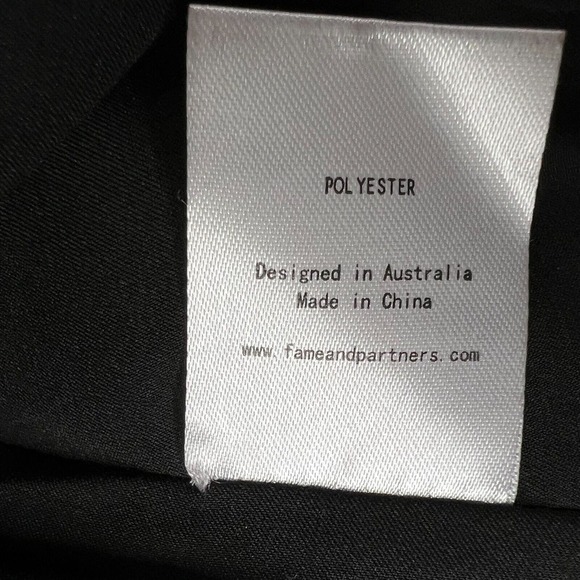 POLYESTER
Designed in Australia
Made in China
www.fameandpartners.com